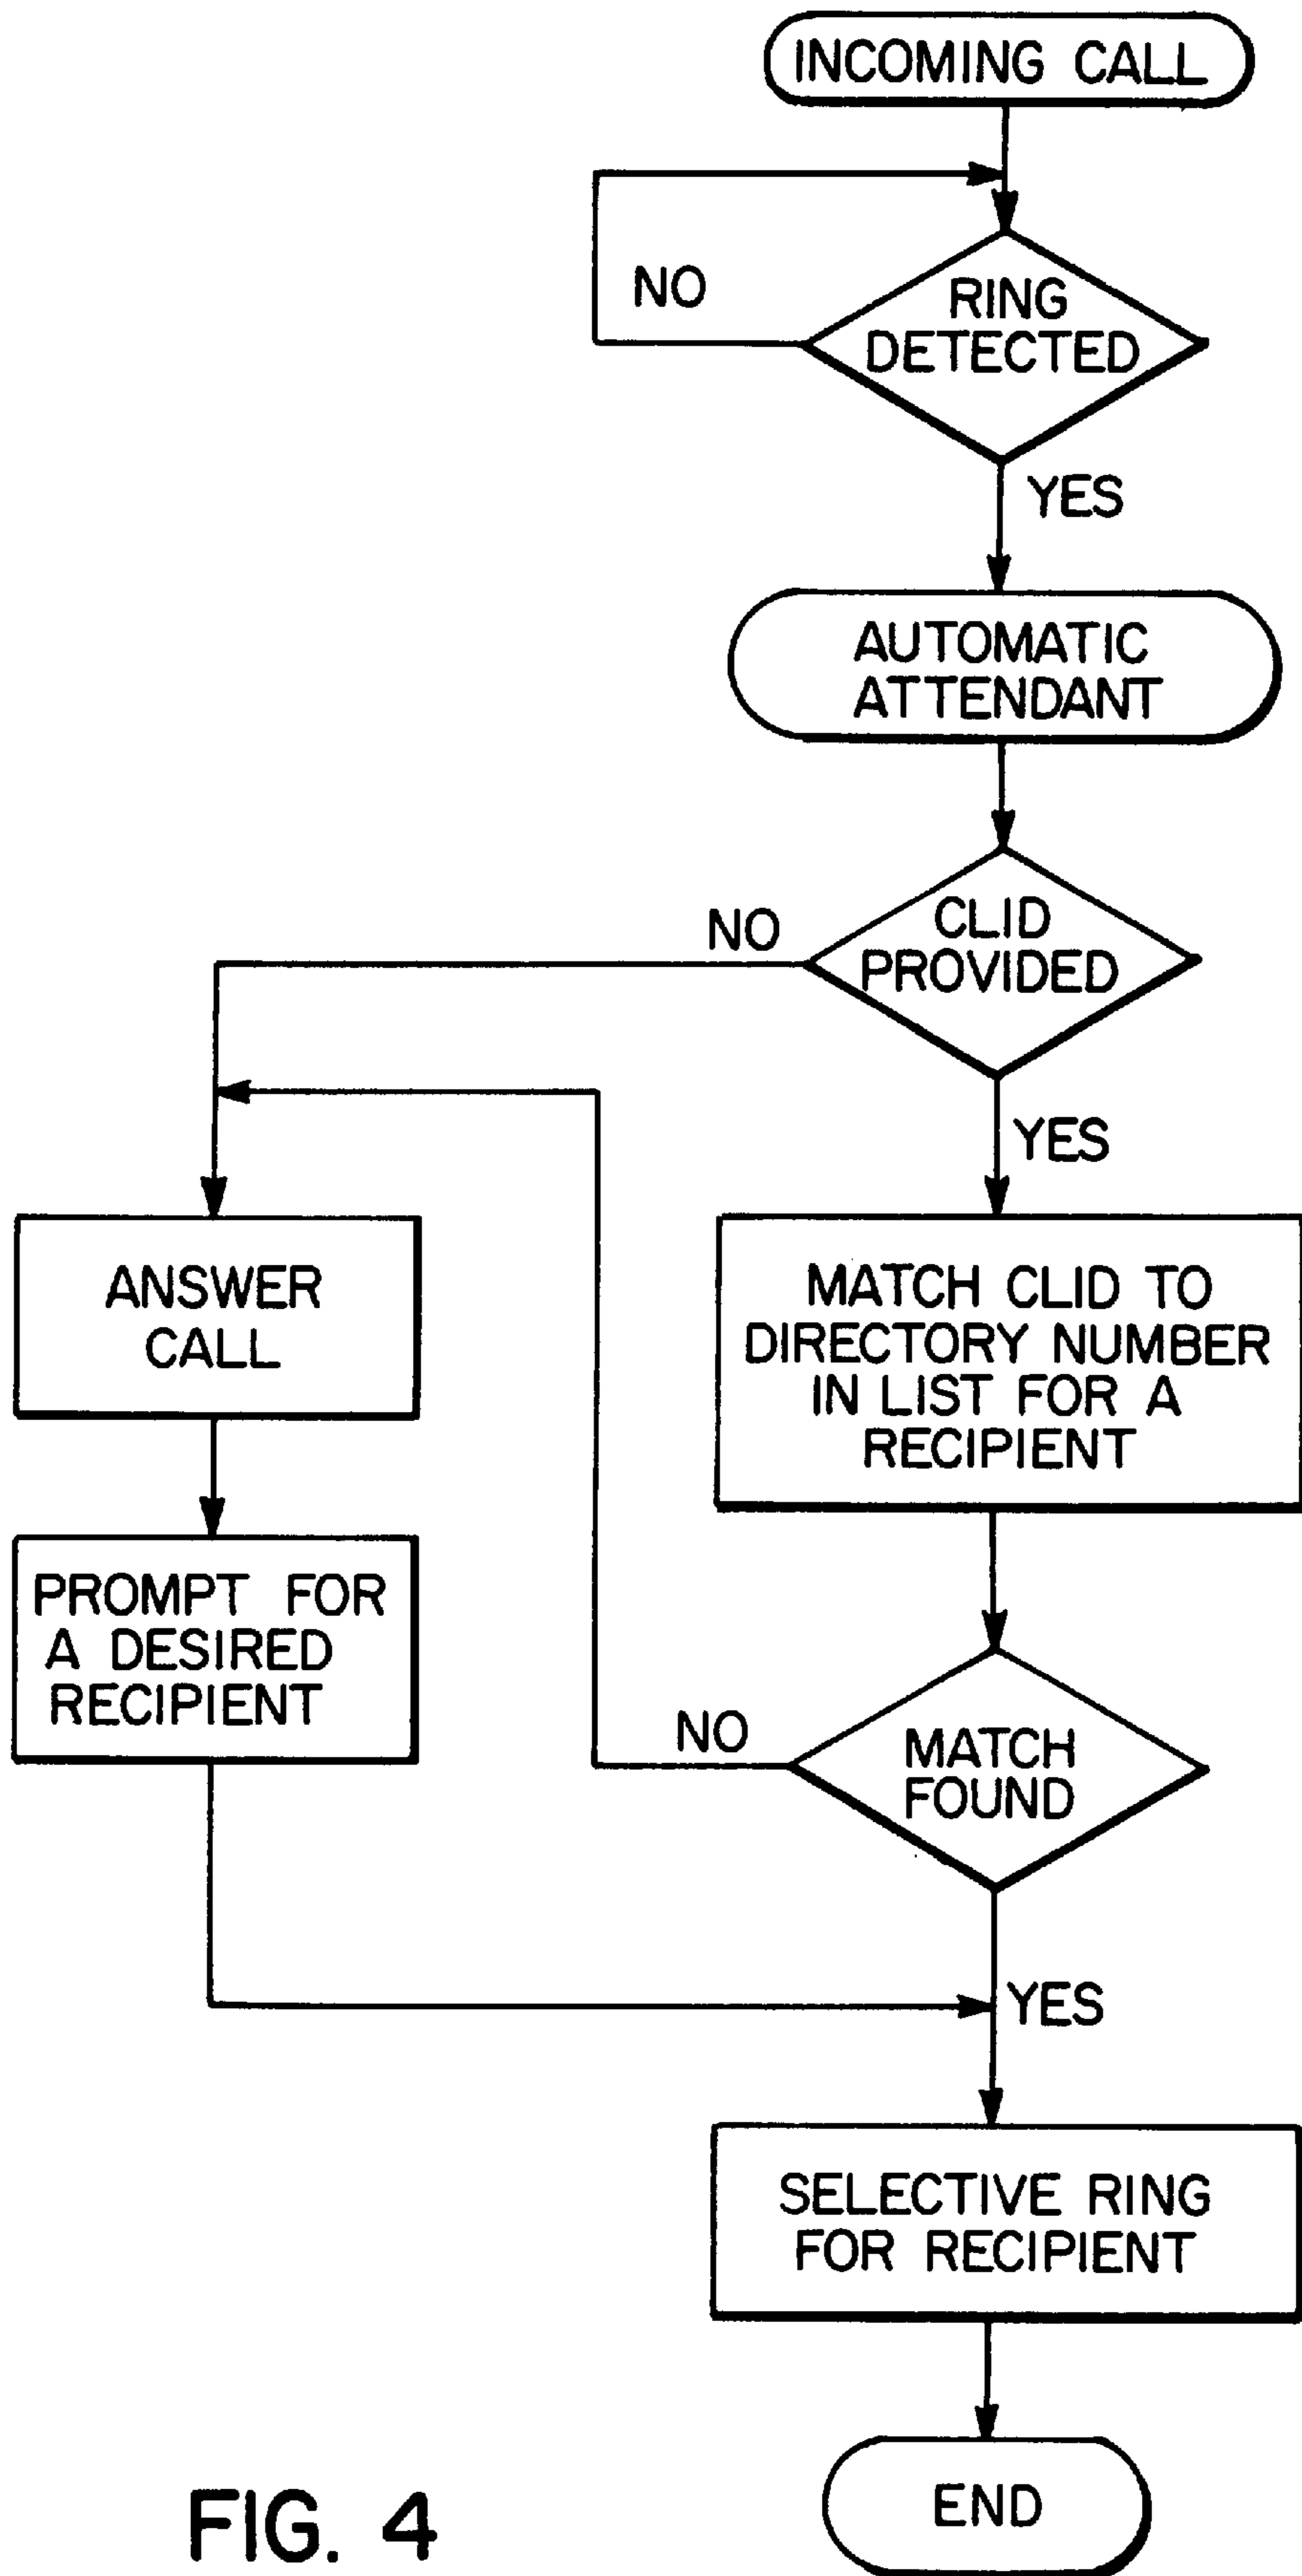 INCOMING CALL
NO
RING
DETECTED
YES
AUTOMATIC
ATTENDANT
NO
CLID
PROVIDED
YES
ANSWER
CALL
MATCH CLID TO
DIRECTORY NUMBER
IN LIST FOR A
RECIPIENT
PROMPT FOR
A DESIRED
RECIPIENT
NO
MATCH
FOUND
YES
SELECTIVE RING
FOR RECIPIENT
END
FIG. 4